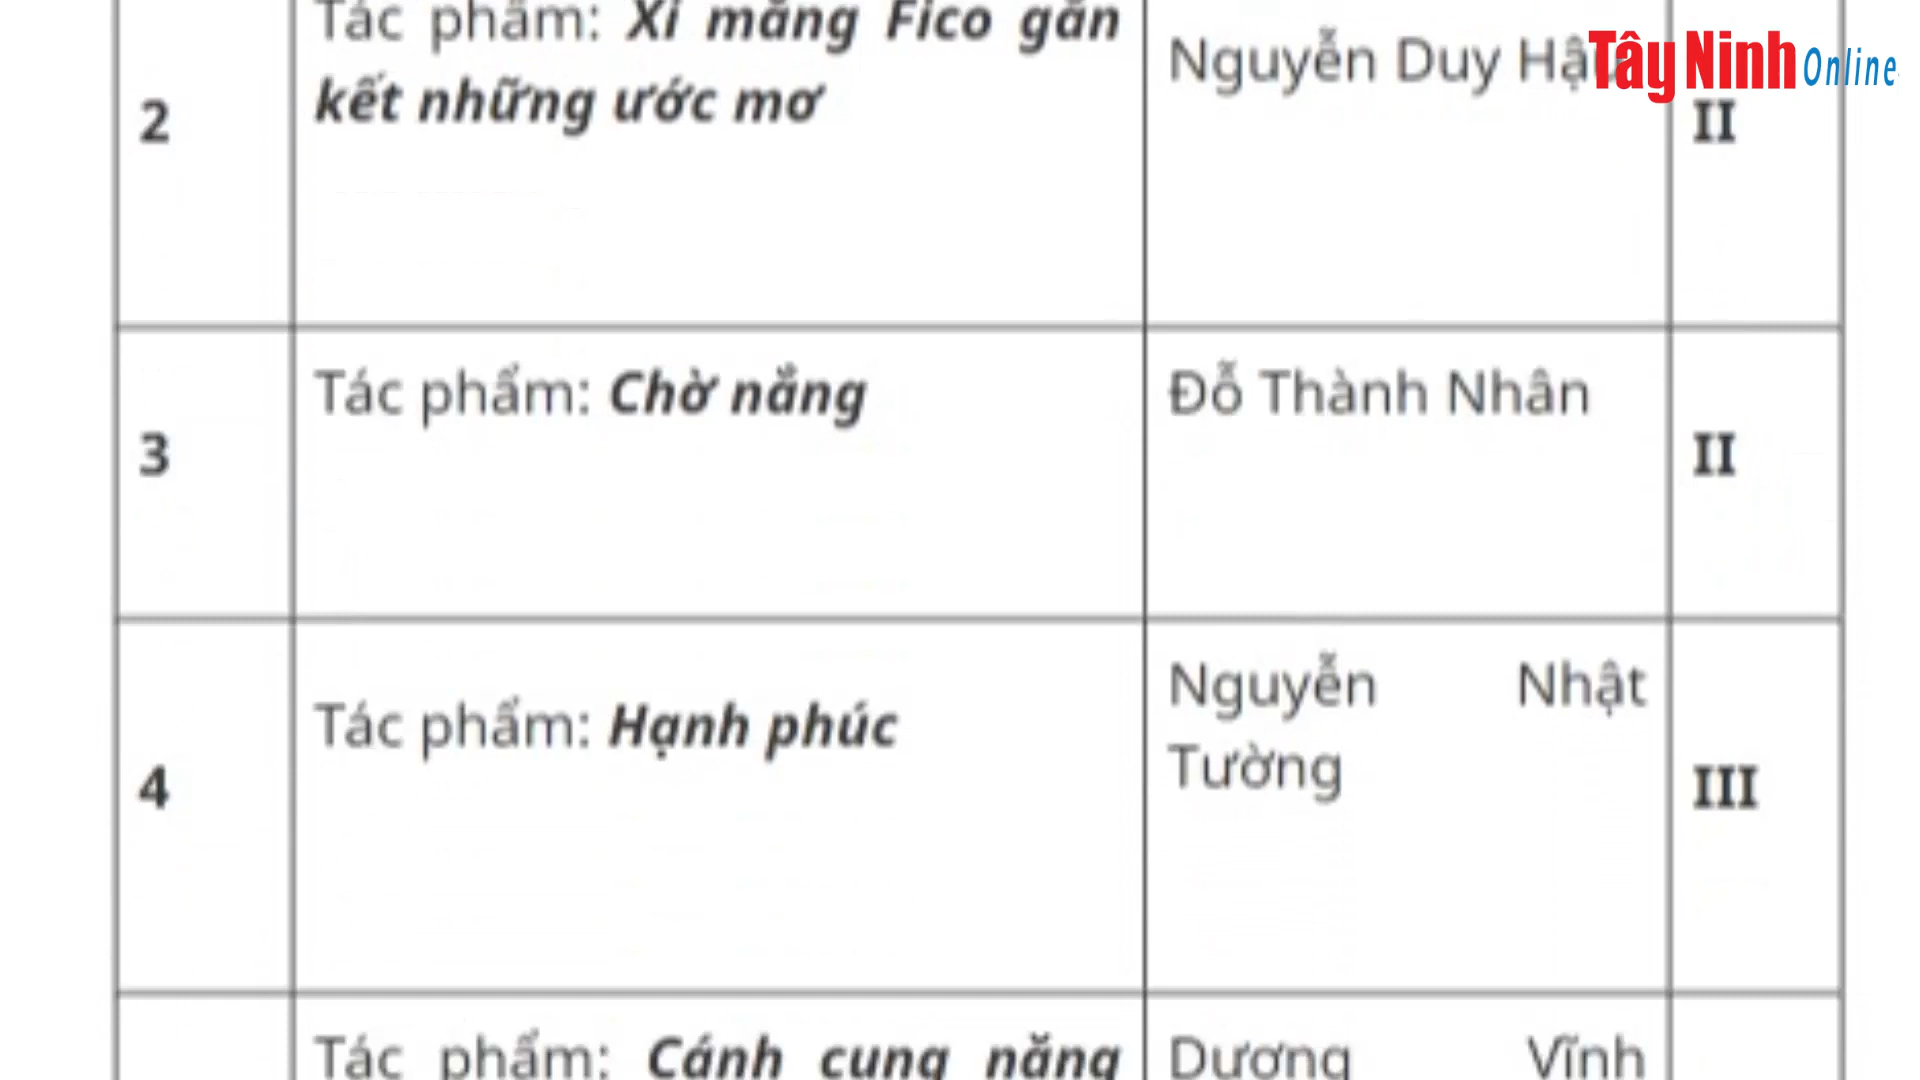 Tác phẩm: Xi măng Fico gắn
kết những ước mơ
Nguyễn Duy
Tây Ninh Online
2
II
3
Tác phẩm: Chờ nắng
Đỗ Thành Nhân
II
4
Tác phẩm: Hạnh phúc
Nguyễn Nhật
Tường
III
Tác phẩm: Cánh cung năng
Dương Vĩnh